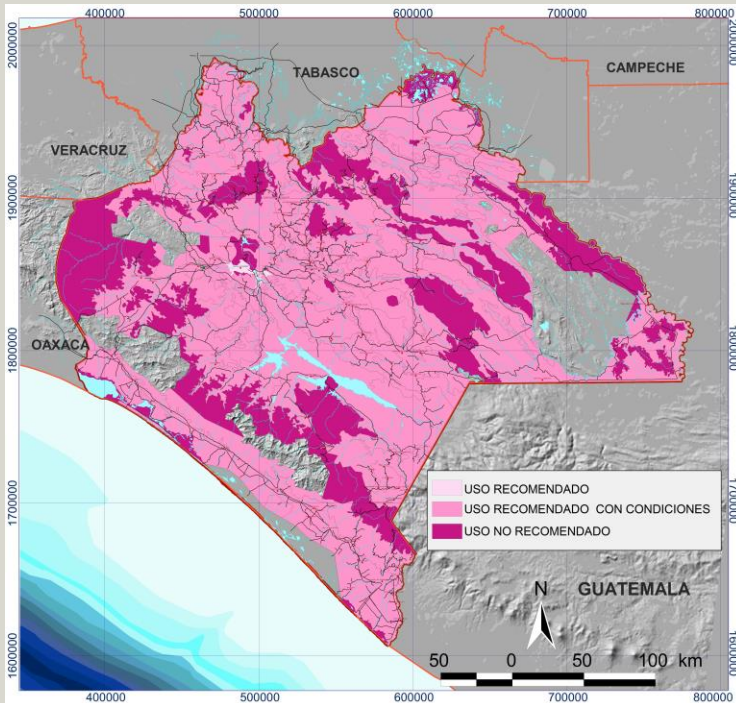 400000 500000 600000 700000 800000
2000000 2000000
TABASCO
CAMPECHE
VERACRUZ
1900000 1900000
OAXACA
1800000 1800000
USO RECOMENDADO
USO RECOMENDADO CON CONDICIONES
USO NO RECOMENDADO
1700000 1700000
N
GUATEMALA
50 0 50 100 km
1600000 1600000
400000 500000 600000 700000 800000